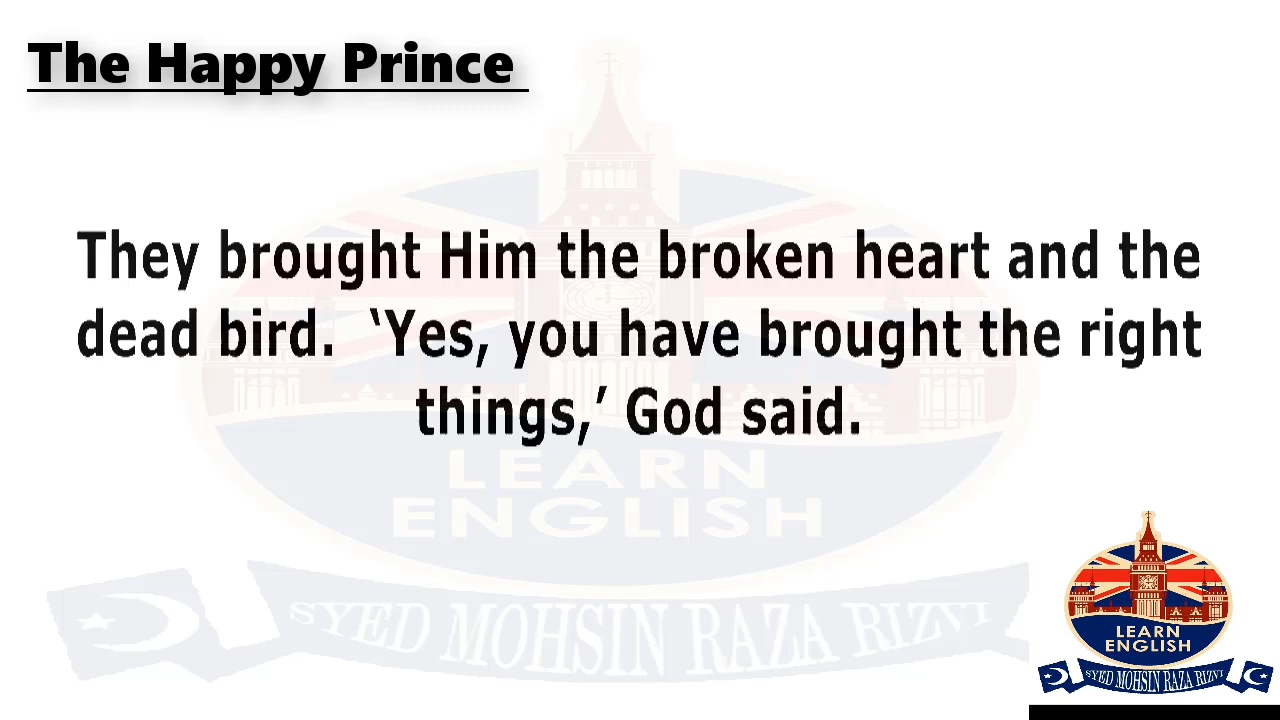 The Happy Prince
They brought Him the broken heart and the
dead bird.  ‘Yes, you have brought the right
things,’ God said.
LEARN
ENGLISH
SYED MOHSIN RAZA RIZVI
LEARN
ENGLISH
SYED MOHSIN RAZA RIZVI